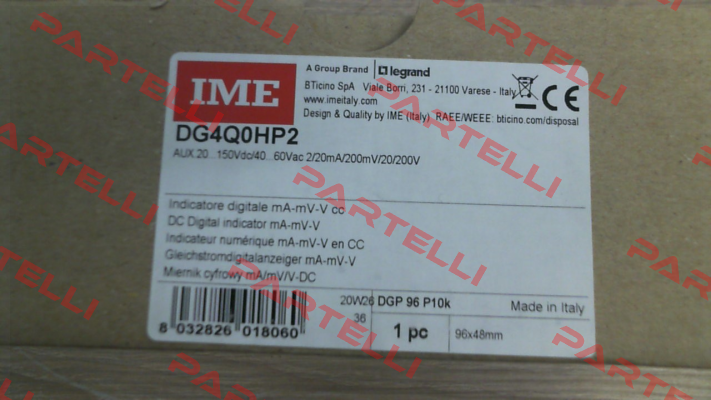 IME
A Group Brand legrand
BTicino SpA Viale Borri, 231 - 21100 Varese - Italy
www.imeitaly.com
Design & Quality by IME (Italy) RAEE/WEEE: bticino.com/disposal
CE
DG4Q0HP2
AUX 20...150Vdc/40...60Vac 2/20mA/200mV/20/200V
Indicatore digitale mA-mV-V cc
DC Digital indicator mA-mV-V
Indicateur numérique mA-mV-V en CC
Gleichstromdigitalanzeiger mA-mV-V
Miernik cyfrowy mA/mV/V-DC
20W26 DGP 96 P10k Made in Italy
36
1 pc 96x48mm
8 032826 018060
PARTELLI
PARTELLI
PARTELLI
PARTELLI
PARTELLI
PARTELLI
PARTELLI
PARTELLI